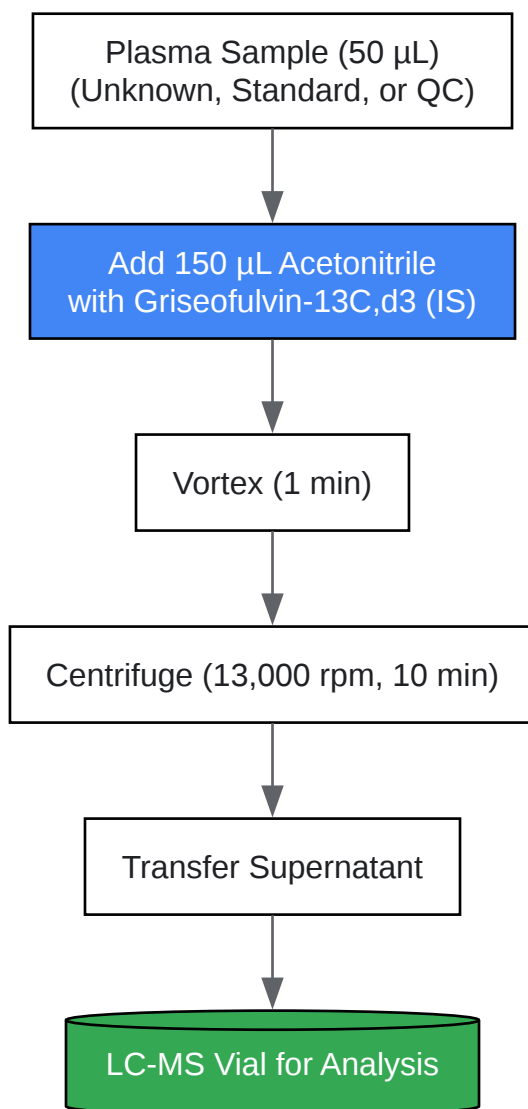 Plasma Sample (50 µL)
(Unknown, Standard, or QC)
Add 150 µL Acetonitrile
with Griseofulvin-13C,d3 (IS)
Vortex (1 min)
Centrifuge (13,000 rpm, 10 min)
Transfer Supernatant
LC-MS Vial for Analysis